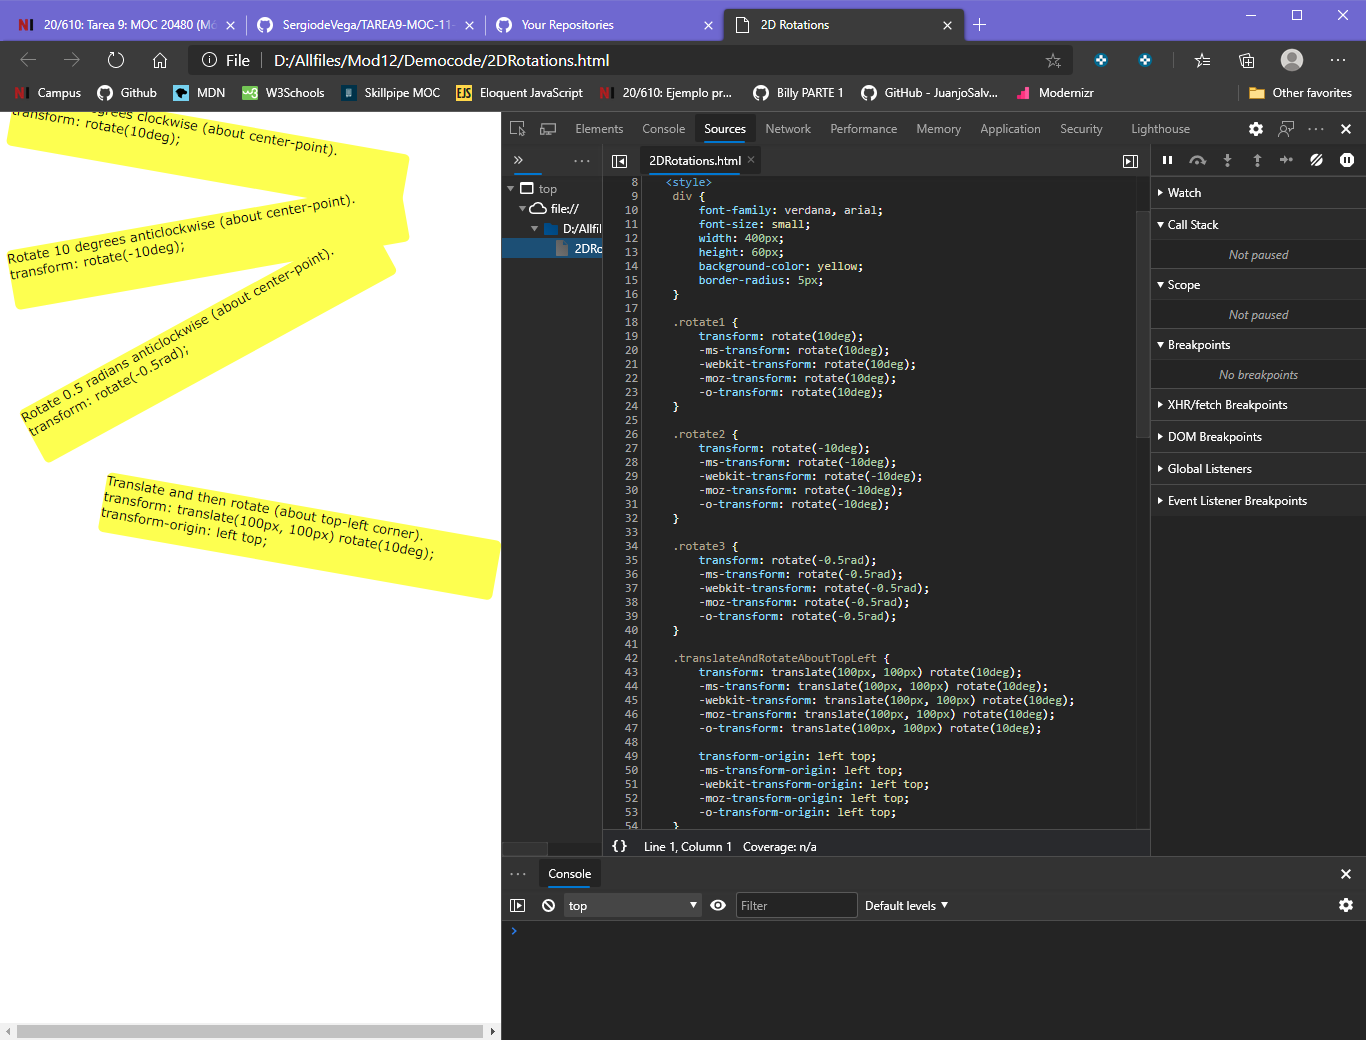 20/610: Tarea 9: MOC 20480 (Mó
SergiodeVega/TAREA9-MOC-11-
Your Repositories
2D Rotations
File
D:/Allfiles/Mod12/Democode/2DRotations.html
Campus
Github
MDN
W3Schools
Skillpipe MOC
Eloquent JavaScript
20/610: Ejemplo pr...
Billy PARTE 1
GitHub - JuanjoSalv...
Modernizr
Other favorites
clockwise (about center-point).
transform: rotate(10deg);
Rotate 10 degrees anticlockwise (about center-point).
transform: rotate(-10deg);
Rotate 0.5 radians anticlockwise (about center-point).
transform: rotate(-0.5rad);
Translate and then rotate (about top-left corner).
transform: translate(100px, 100px) rotate(10deg);
transform-origin: left top;
Elements
Console
Sources
Network
Performance
Memory
Application
Security
Lighthouse
2DRotations.html
top
file://
D:/Allfil
2DRo
8 <style>
9 div {
10 font-family: verdana, arial;
11 font-size: small;
12 width: 400px;
13 height: 60px;
14 background-color: yellow;
15 border-radius: 5px;
16 }
17
18 .rotate1 {
19 transform: rotate(10deg);
20 -ms-transform: rotate(10deg);
21 -webkit-transform: rotate(10deg);
22 -moz-transform: rotate(10deg);
23 -o-transform: rotate(10deg);
24 }
25
26 .rotate2 {
27 transform: rotate(-10deg);
28 -ms-transform: rotate(-10deg);
29 -webkit-transform: rotate(-10deg);
30 -moz-transform: rotate(-10deg);
31 -o-transform: rotate(-10deg);
32 }
33
34 .rotate3 {
35 transform: rotate(-0.5rad);
36 -ms-transform: rotate(-0.5rad);
37 -webkit-transform: rotate(-0.5rad);
38 -moz-transform: rotate(-0.5rad);
39 -o-transform: rotate(-0.5rad);
40 }
41
42 .translateAndRotateAboutTopLeft {
43 transform: translate(100px, 100px) rotate(10deg);
44 -ms-transform: translate(100px, 100px) rotate(10deg);
45 -webkit-transform: translate(100px, 100px) rotate(10deg);
46 -moz-transform: translate(100px, 100px) rotate(10deg);
47 -o-transform: translate(100px, 100px) rotate(10deg);
48
49 transform-origin: left top;
50 -ms-transform-origin: left top;
51 -webkit-transform-origin: left top;
52 -moz-transform-origin: left top;
53 -o-transform-origin: left top;
54 }
{} Line 1, Column 1 Coverage: n/a
Watch
Call Stack
Not paused
Scope
Not paused
Breakpoints
No breakpoints
XHR/fetch Breakpoints
DOM Breakpoints
Global Listeners
Event Listener Breakpoints
Console
top
Filter
Default levels